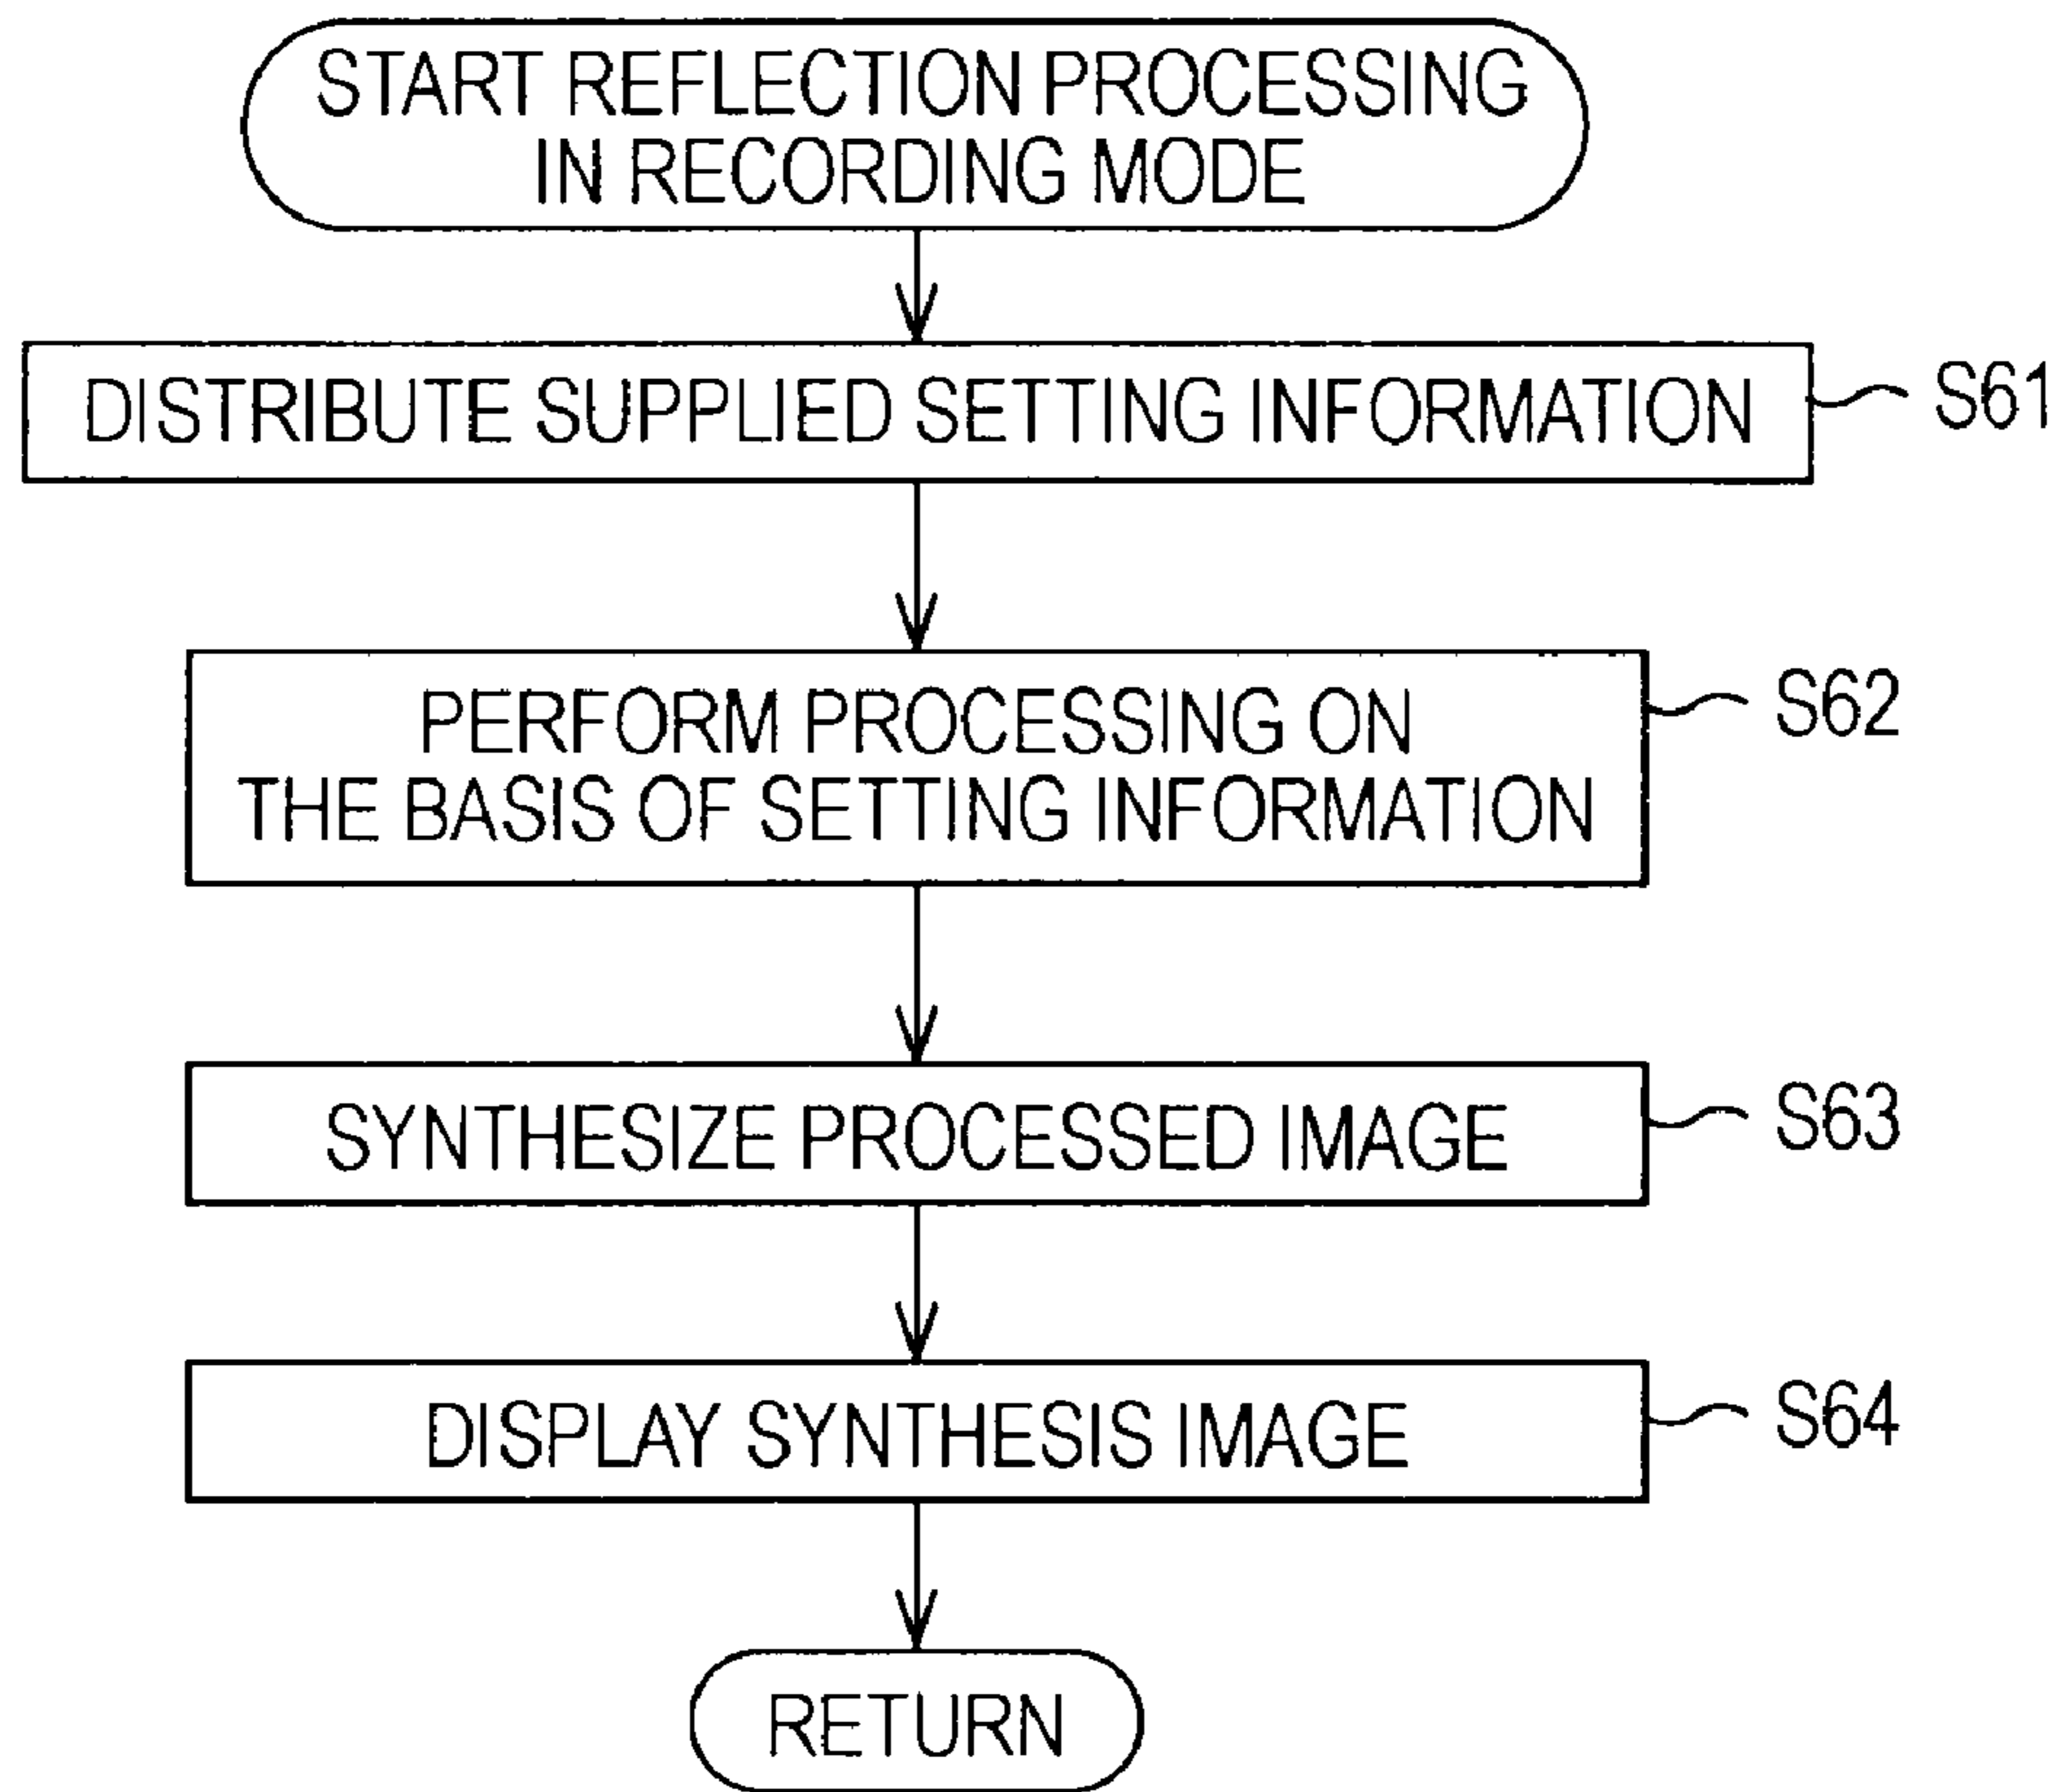 START REFLECTION PROCESSING
IN RECORDING MODE
DISTRIBUTE SUPPLIED SETTING INFORMATION
S61
PERFORM PROCESSING ON
THE BASIS OF SETTING INFORMATION
S62
SYNTHESIZE PROCESSED IMAGE
S63
DISPLAY SYNTHESIS IMAGE
S64
RETURN